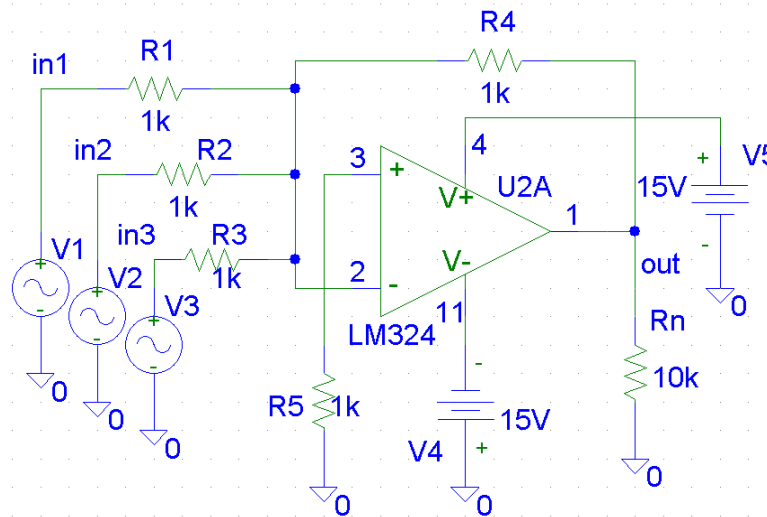 R4
R1
in1
1k
1k
in2
R2
4
V5
3
+
+
U2A
15V
1k
V+
in3
R3
1
V1
-
V-
out
V2
1k
2
-
0
V3
11
Rn
LM324
0
-
10k
0
R5
1k
15V
0
V4
+
0
0
0
+
-
+
-
+
-